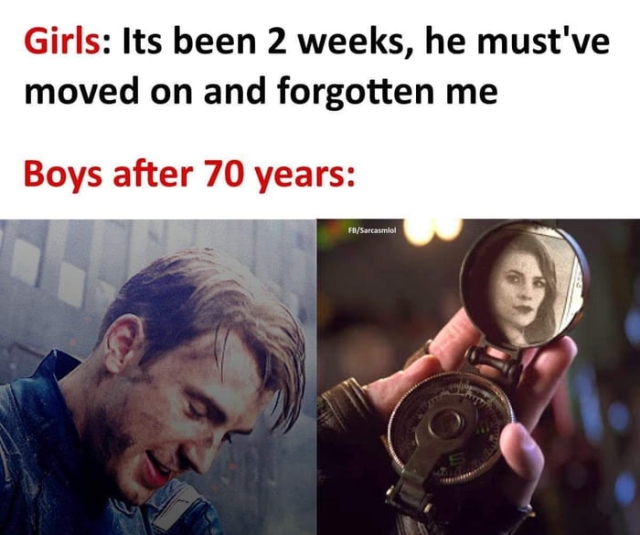 Girls: Its been 2 weeks, he must've
moved on and forgotten me
Boys after 70 years:
FB/Sarcasmlol